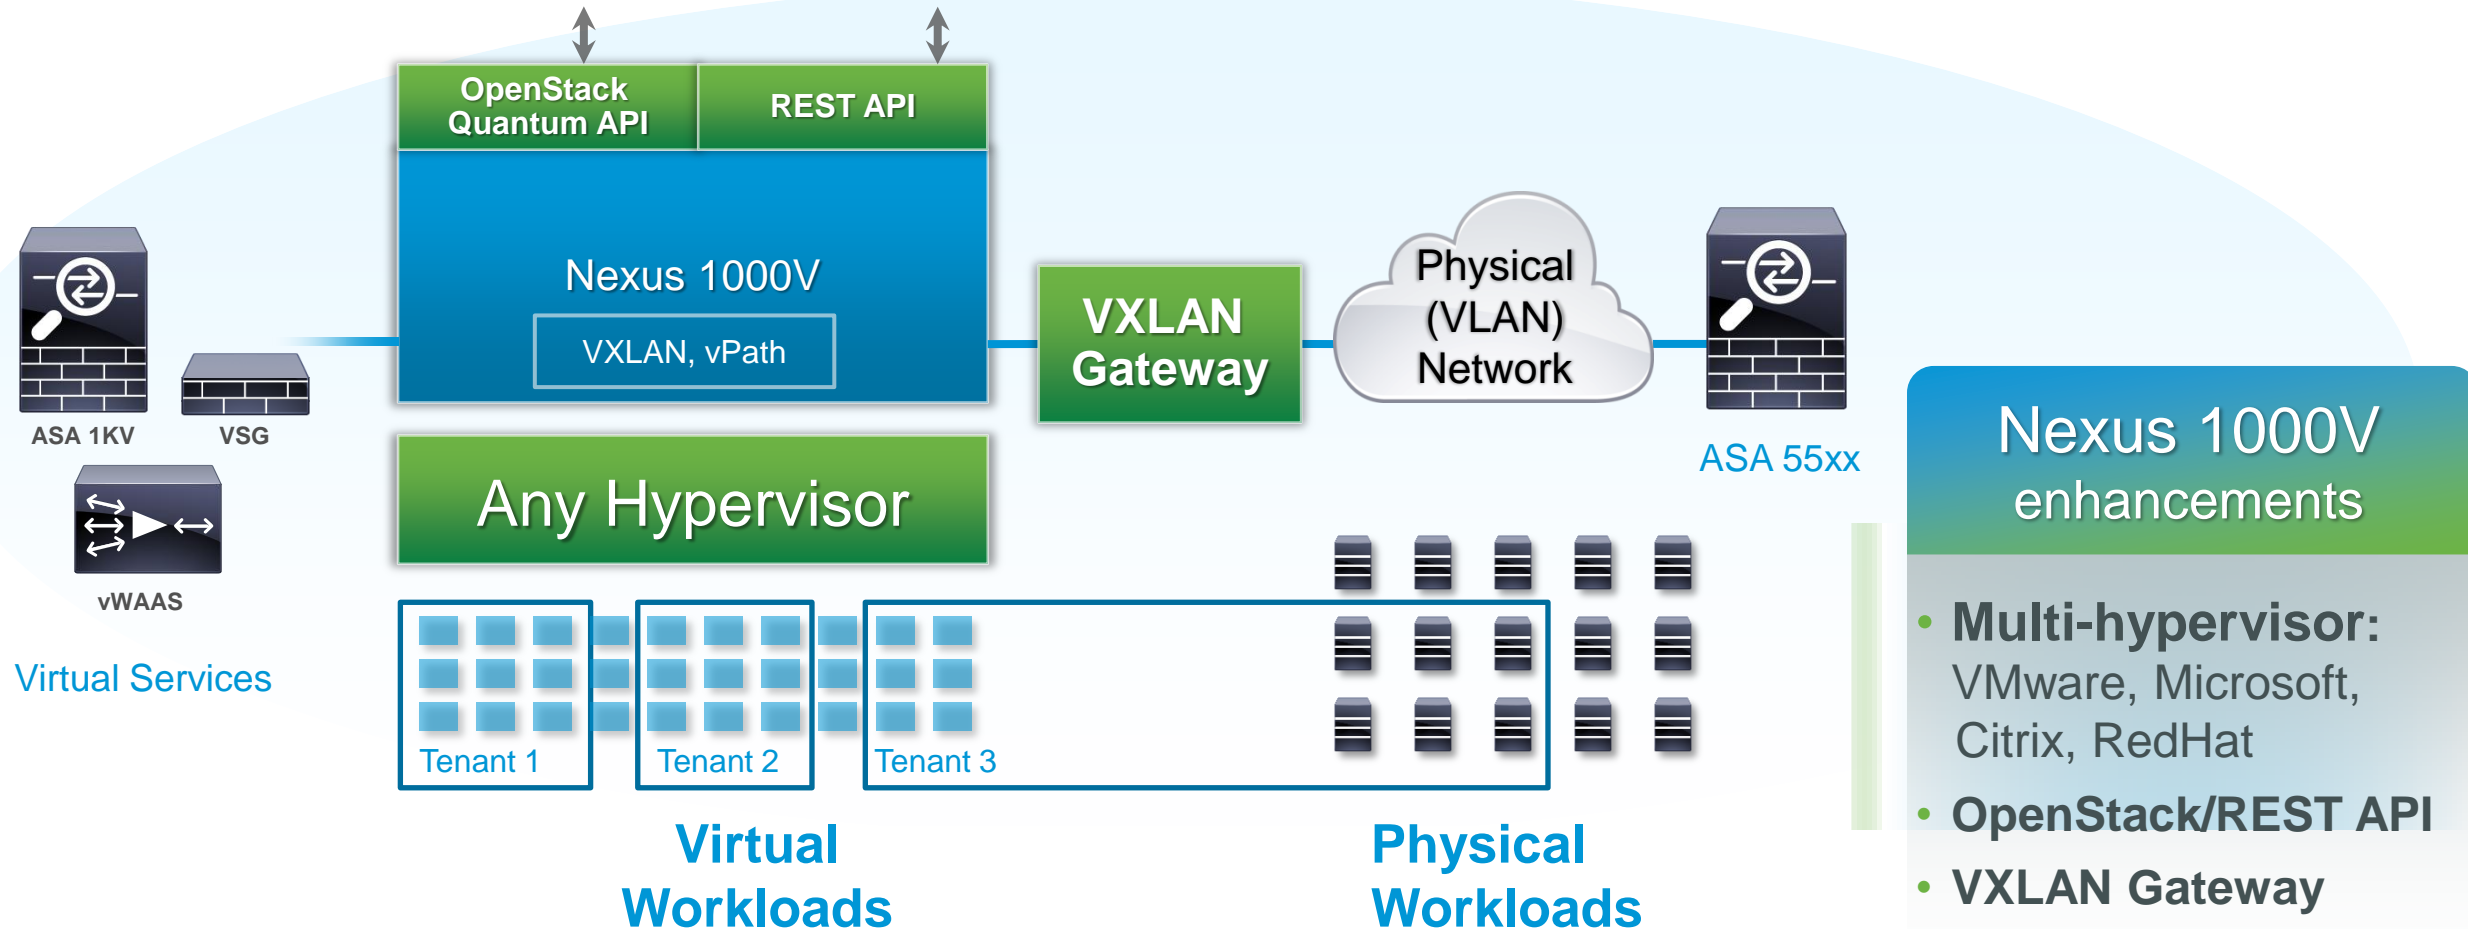 OpenStack
Quantum API
REST API
Nexus 1000V
VXLAN, vPath
VXLAN
Gateway
Physical
(VLAN)
Network
ASA 1KV
VSG
vWAAS
Virtual Services
Any Hypervisor
ASA 55xx
Tenant 1
Tenant 2
Tenant 3
Virtual
Workloads
Physical
Workloads
Nexus 1000V
enhancements
• Multi-hypervisor:
VMware, Microsoft,
Citrix, RedHat
• OpenStack/REST API
• VXLAN Gateway